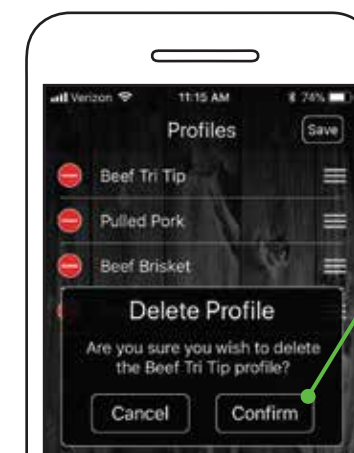 Verizon 11:15 AM 74%
Profiles Save
Beef Tri Tip
Pulled Pork
Beef Brisket
Delete Profile
Are you sure you wish to delete
the Beef Tri Tip profile?
Cancel Confirm